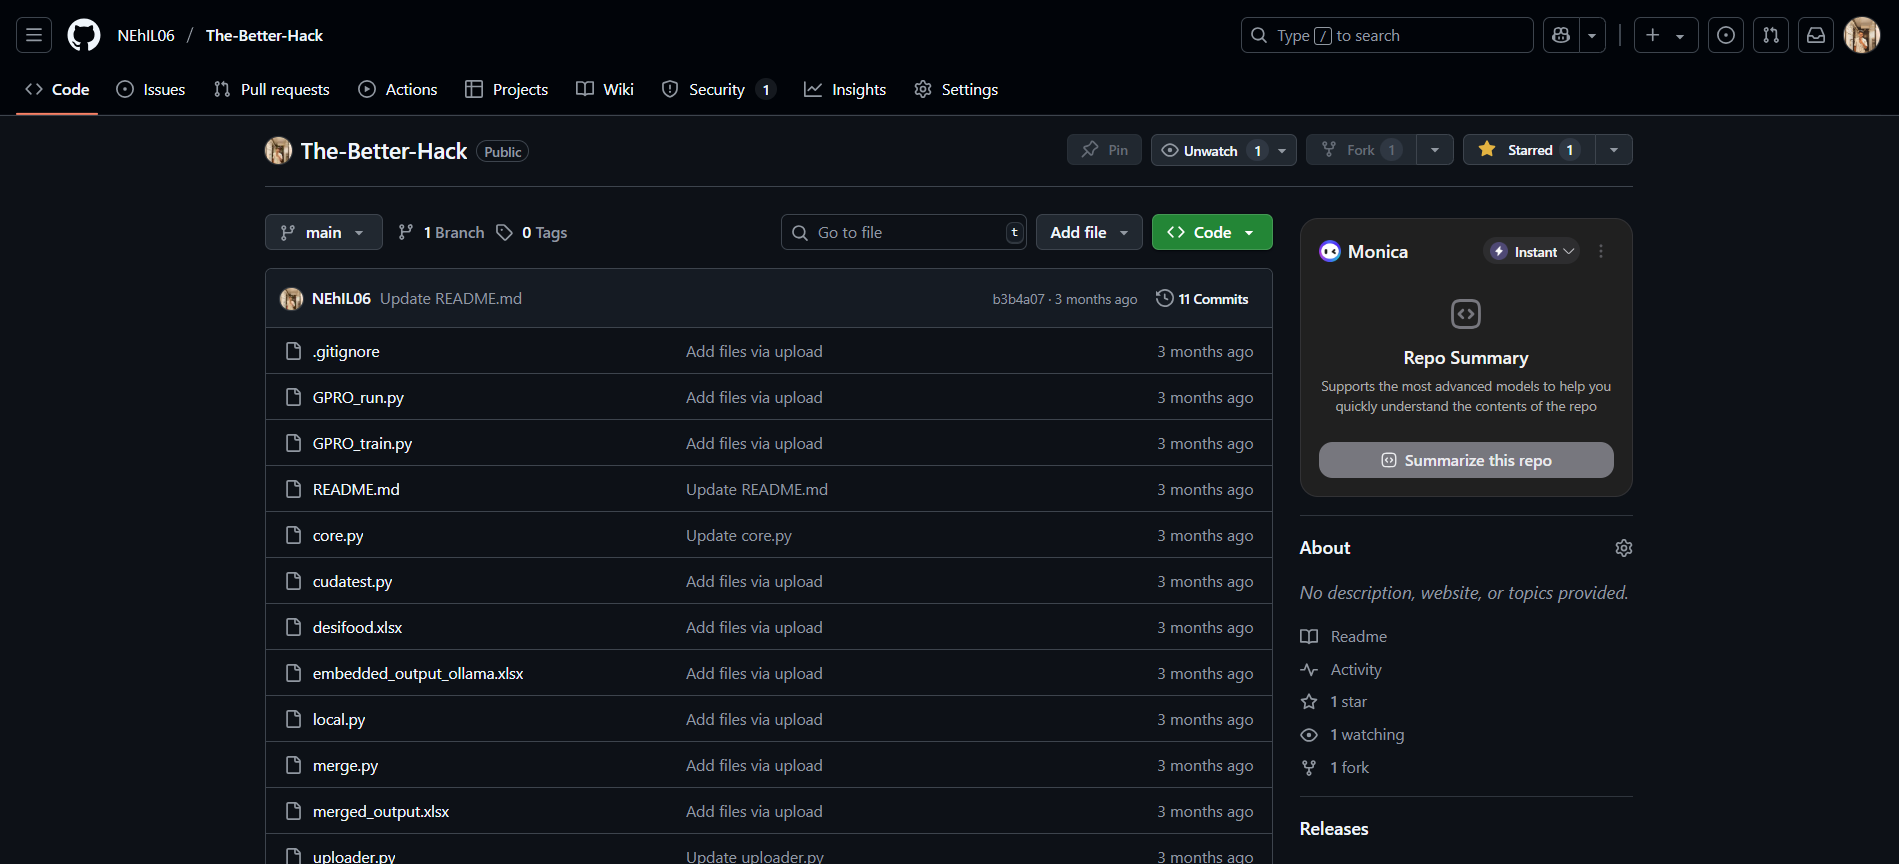 NEhIL06 / The-Better-Hack
Type / to search
Code Issues Pull requests Actions Projects Wiki Security 1 Insights Settings
The-Better-Hack Public
Pin Unwatch 1 Fork 1 Starred 1
main 1 Branch 0 Tags
Go to file t Add file Code
NEhIL06 Update README.md b3b4a07 · 3 months ago 11 Commits
.gitignore Add files via upload 3 months ago
GPRO_run.py Add files via upload 3 months ago
GPRO_train.py Add files via upload 3 months ago
README.md Update README.md 3 months ago
core.py Update core.py 3 months ago
cudatest.py Add files via upload 3 months ago
desifood.xlsx Add files via upload 3 months ago
embedded_output_ollama.xlsx Add files via upload 3 months ago
local.py Add files via upload 3 months ago
merge.py Add files via upload 3 months ago
merged_output.xlsx Add files via upload 3 months ago
uploader.py Update uploader.py 3 months ago
Monica Instant
Repo Summary
Supports the most advanced models to help you
quickly understand the contents of the repo
Summarize this repo
About
No description, website, or topics provided.
Readme
Activity
1 star
1 watching
1 fork
Releases